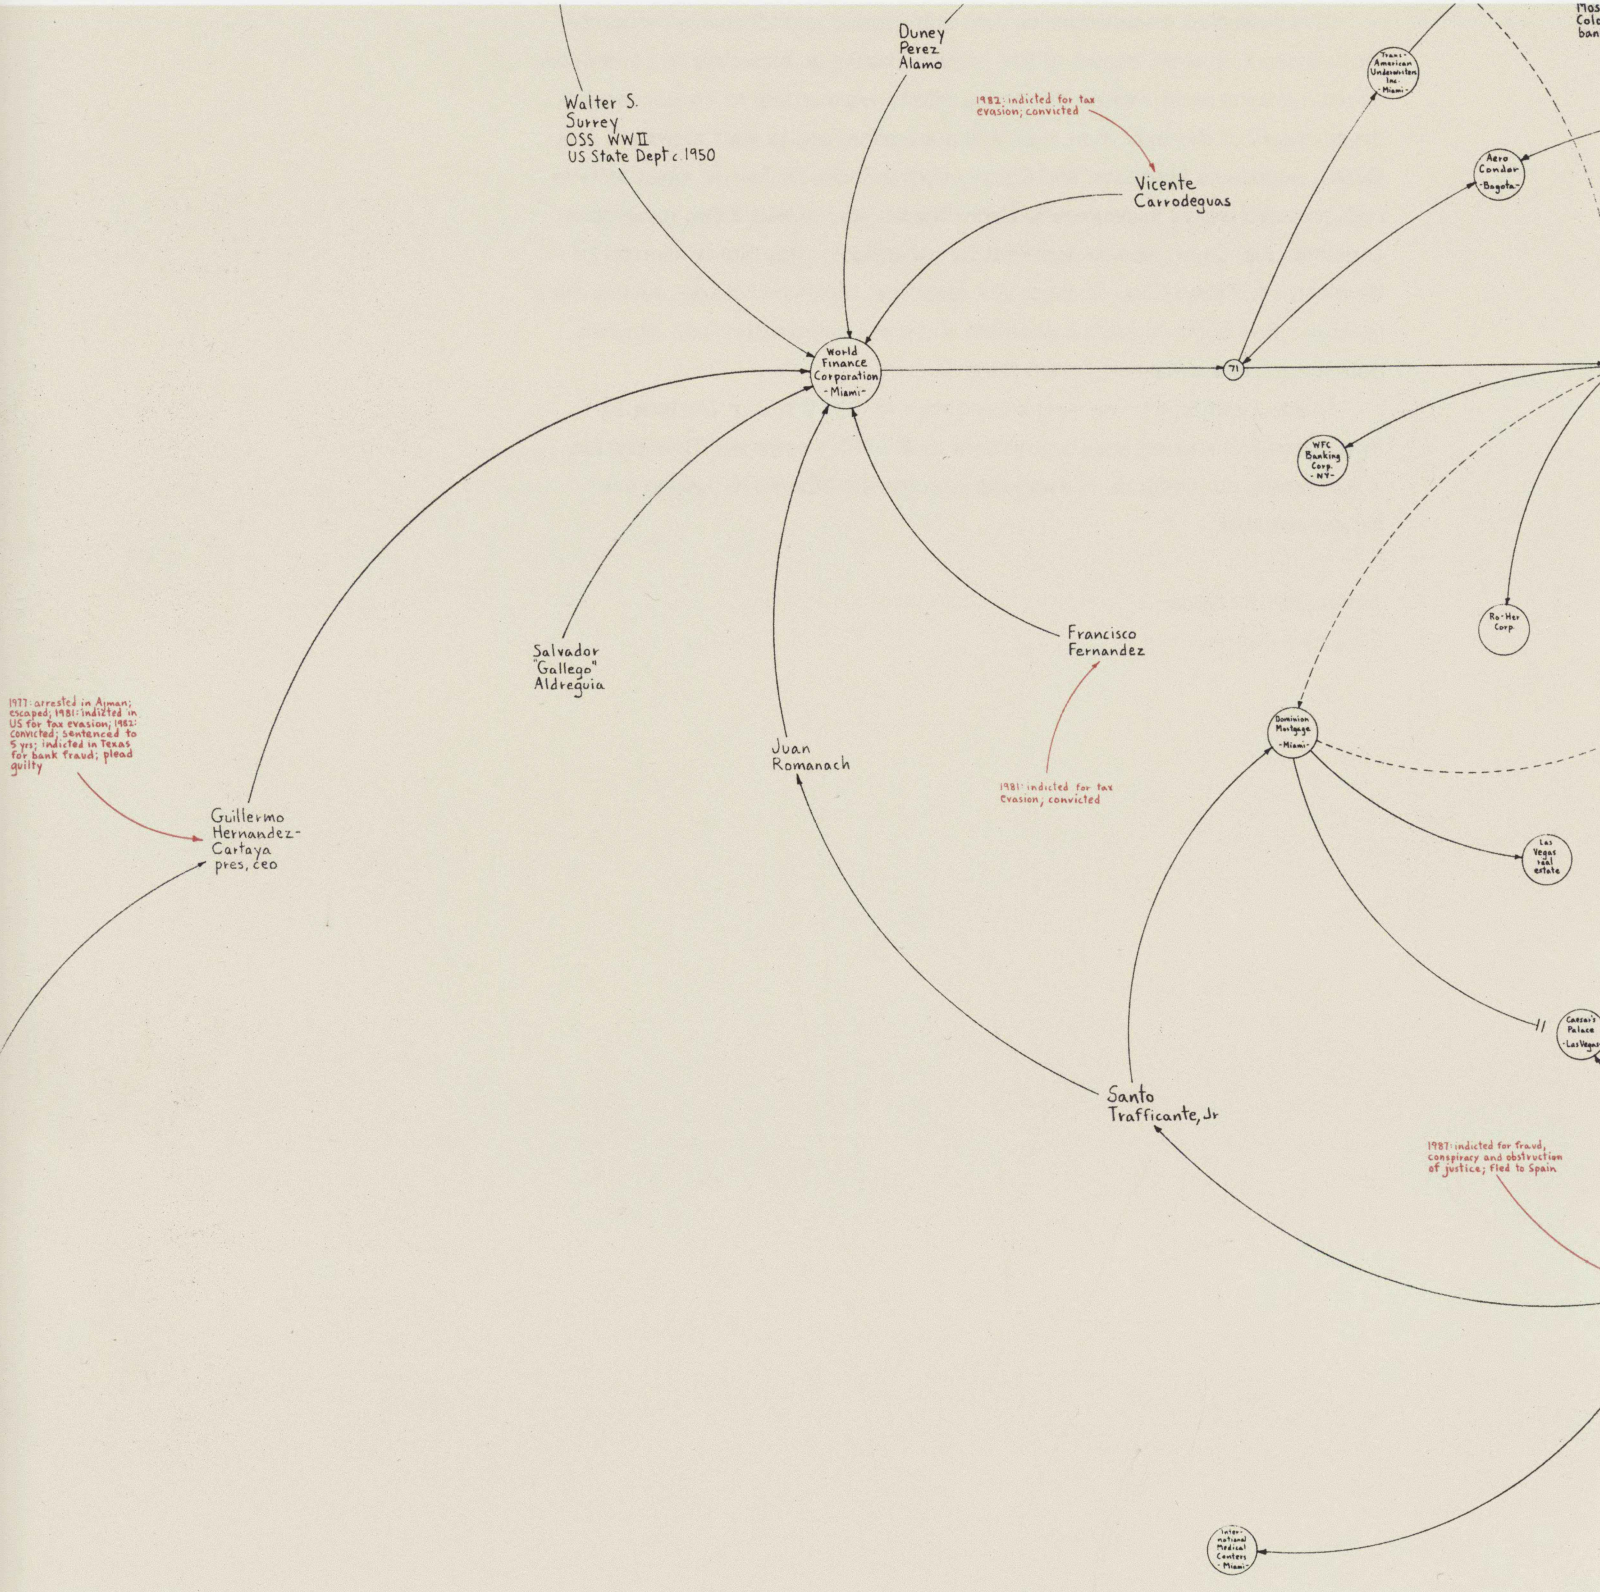 Duney
Perez
Alamo
Walter S.
Surrey
OSS WWII
US State Dept c. 1950
1982: indicted for tax
evasion; convicted
Vicente
Carrodeguas
Trans-
American
Underwriters
Inc.
-Miami-
Aero
Condor
-Bogota-
World
Finance
Corporation
-Miami-
71
WFC
Banking
Corp.
-NY-
Ro-Her
Corp.
Salvador
"Gallego"
Aldreguia
Francisco
Fernandez
1981: indicted for tax
evasion, convicted
Juan
Romanach
1977: arrested in Ajman;
escaped; 1981: indicted in
US for tax evasion; 1982:
convicted; sentenced to
5 yrs; indicted in Texas
for bank fraud; plead
guilty
Guillermo
Hernandez-
Cartaya
pres, ceo
Dominion
Mortgage
-Miami-
Las
Vegas
real
estate
Caesar's
Palace
-Las Vegas
Santo
Trafficante, Jr
1987: indicted for fraud,
conspiracy and obstruction
of justice; fled to Spain
Inter-
national
Medical
Centers
-Miami-